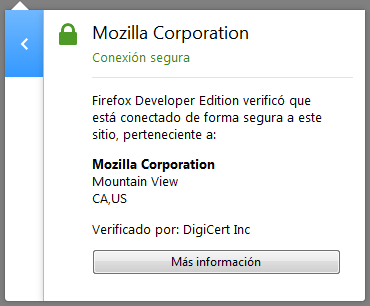 Mozilla Corporation
Conexión segura
Firefox Developer Edition verificó que
está conectado de forma segura a este
sitio, perteneciente a:
Mozilla Corporation
Mountain View
CA,US
Verificado por: DigiCert Inc
Más información